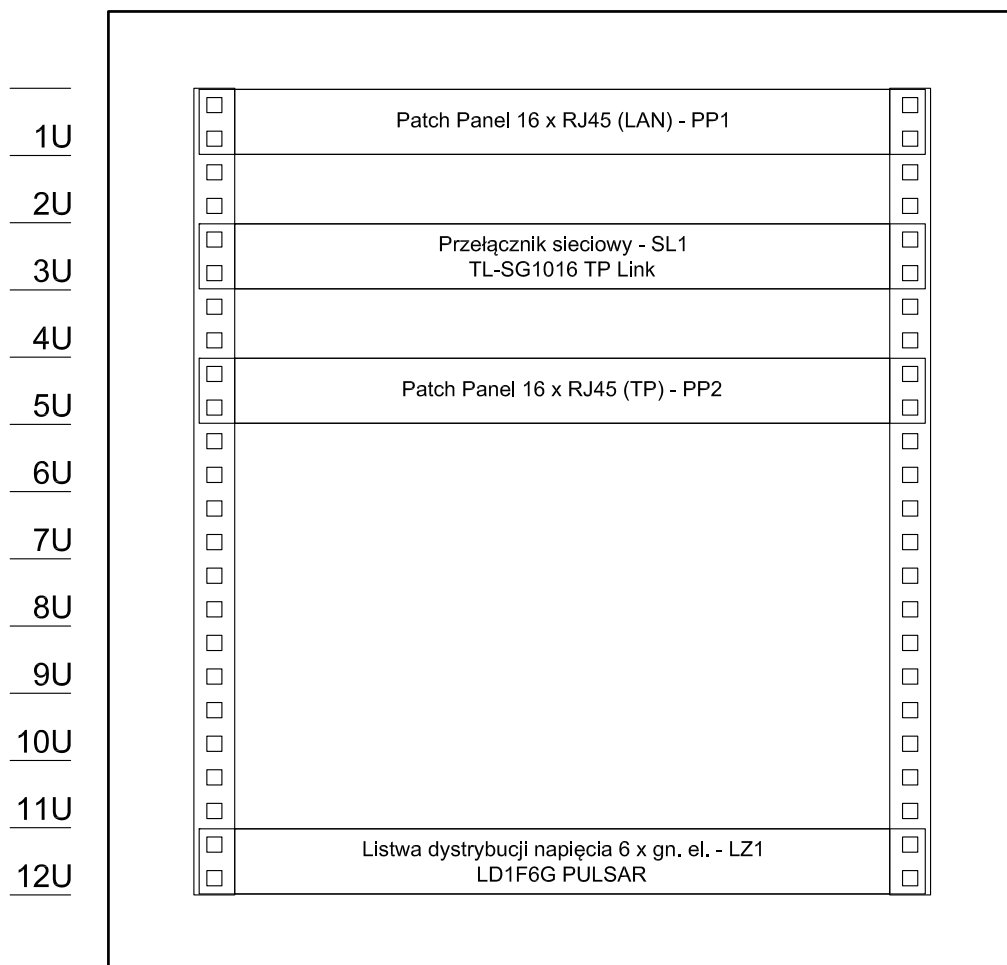 1U
Patch Panel 16 x RJ45 (LAN) - PP1
2U
3U
Przełącznik sieciowy - SL1
TL-SG1016 TP Link
4U
5U
Patch Panel 16 x RJ45 (TP) - PP2
6U
7U
8U
9U
10U
11U
12U
Listwa dystrybucji napięcia 6 x gn. el. - LZ1
LD1F6G PULSAR